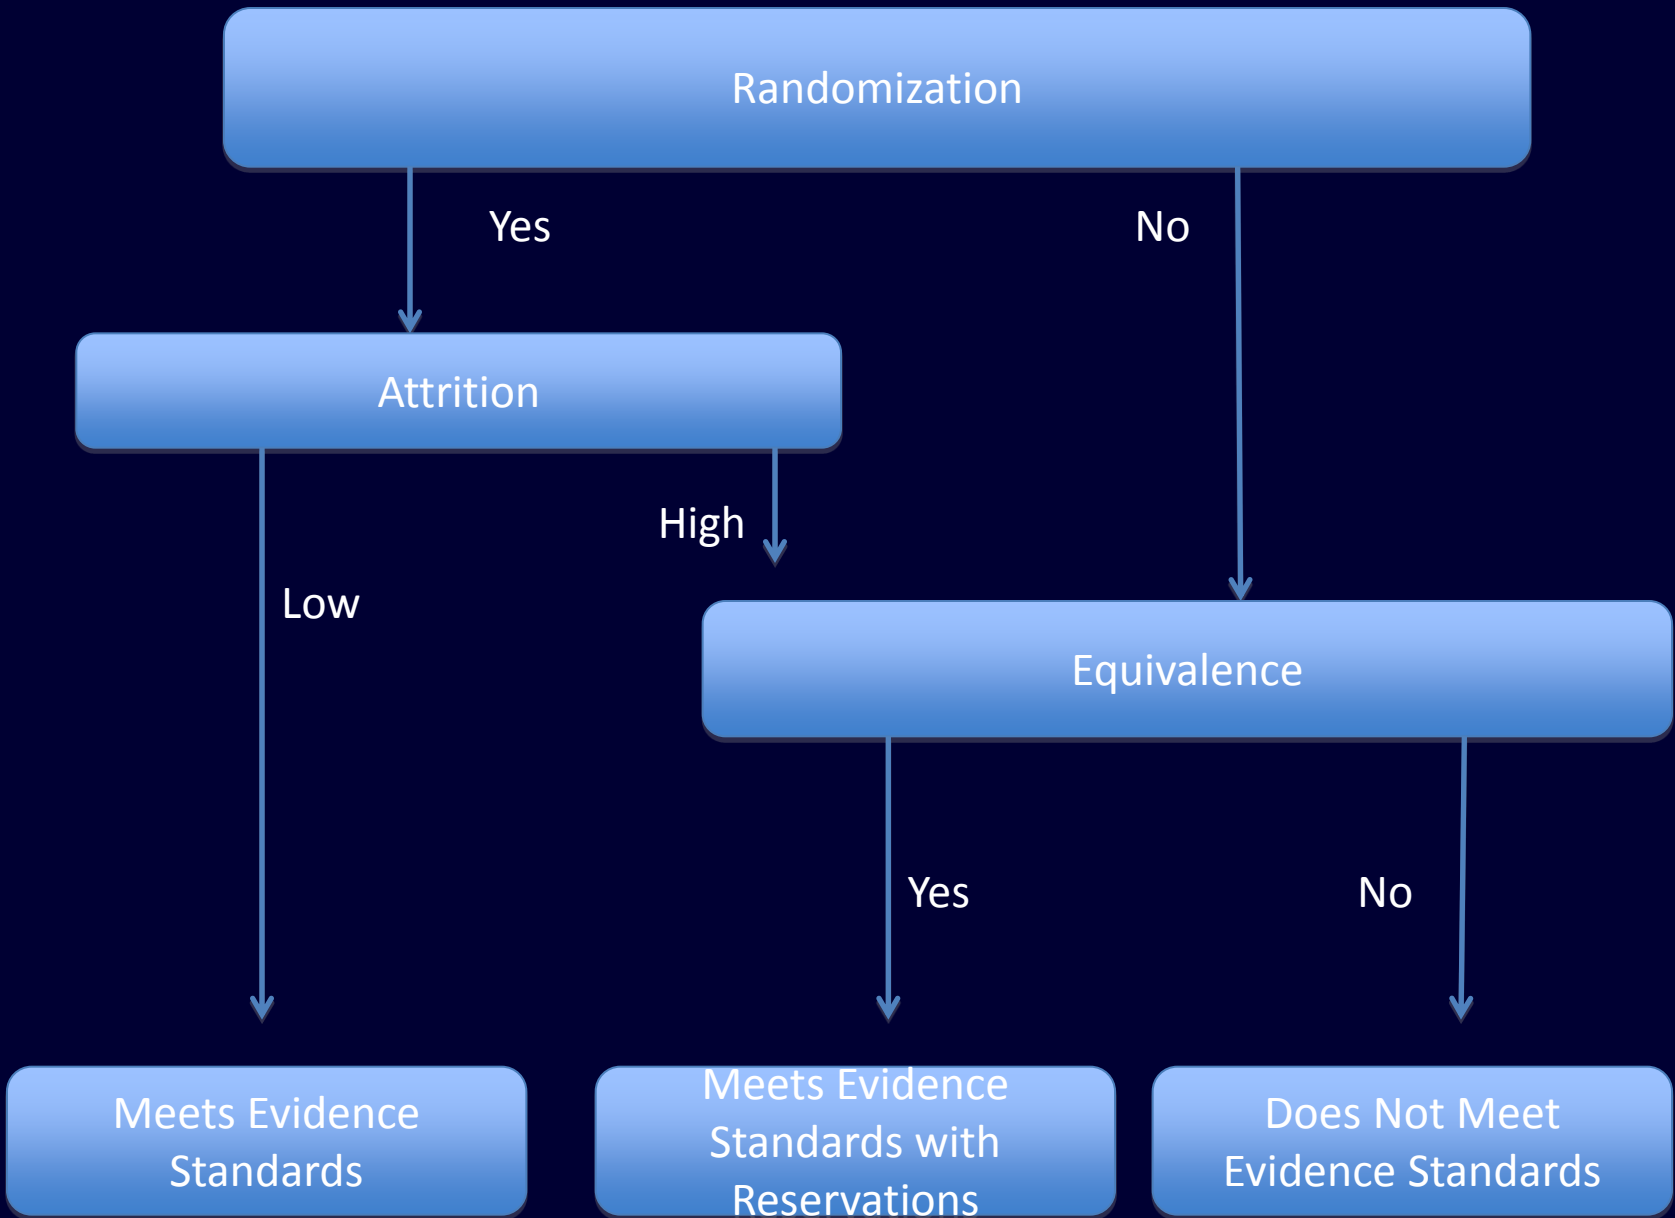 Randomization
Yes
No
Attrition
High
Low
Equivalence
Yes
No
Meets Evidence
Standards
Meets Evidence
Standards with
Reservations
Does Not Meet
Evidence Standards